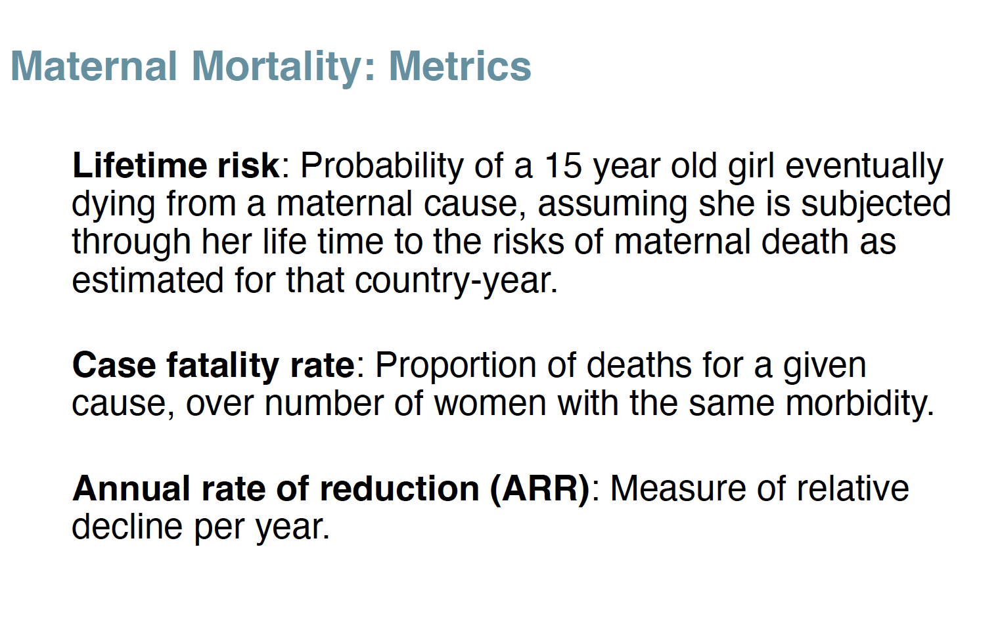 Maternal Mortality: Metrics
Lifetime risk: Probability of a 15 year old girl eventually
dying from a maternal cause, assuming she is subjected
through her life time to the risks of maternal death as
estimated for that country-year.
Case fatality rate: Proportion of deaths for a given
cause, over number of women with the same morbidity.
Annual rate of reduction (ARR): Measure of relative
decline per year.